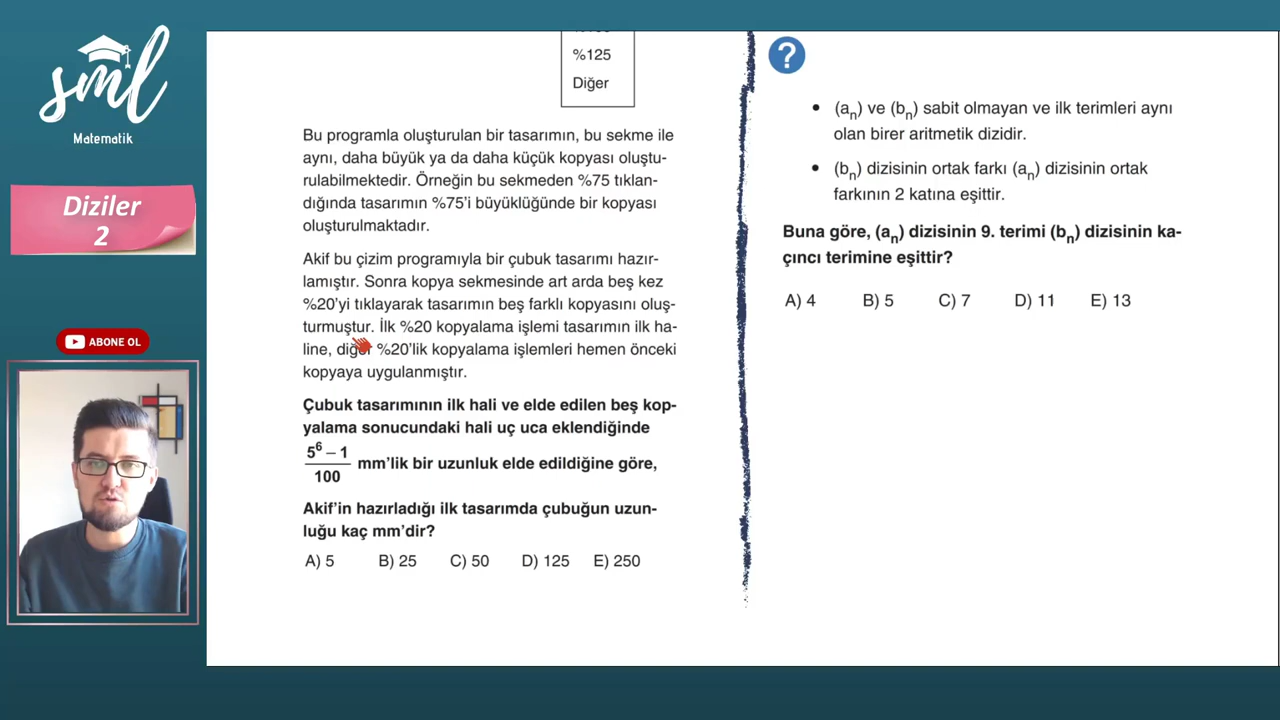 sml
Matematik
Diziler
2
ABONE OL
%125
Diğer
Bu programla oluşturulan bir tasarımın, bu sekme ile
aynı, daha büyük ya da daha küçük kopyası oluştu-
rulabilmektedir. Örneğin bu sekmeden %75 tıklan-
dığında tasarımın %75'i büyüklüğünde bir kopyası
oluşturulmaktadır.
Akif bu çizim programıyla bir çubuk tasarımı hazır-
lamıştır. Sonra kopya sekmesinde art arda beş kez
%20'yi tıklayarak tasarımın beş farklı kopyasını oluş-
turmuştur. İlk %20 kopyalama işlemi tasarımın ilk ha-
line, diğer %20'lik kopyalama işlemleri hemen önceki
kopyaya uygulanmıştır.
Çubuk tasarımının ilk hali ve elde edilen beş kop-
yalama sonucundaki hali uç uca eklendiğinde
5⁶ – 1
100
mm'lik bir uzunluk elde edildiğine göre,
Akif'in hazırladığı ilk tasarımda çubuğun uzun-
luğu kaç mm'dir?
A) 5 B) 25 C) 50 D) 125 E) 250
?
• (aₙ) ve (bₙ) sabit olmayan ve ilk terimleri aynı
olan birer aritmetik dizidir.
• (bₙ) dizisinin ortak farkı (aₙ) dizisinin ortak
farkının 2 katına eşittir.
Buna göre, (aₙ) dizisinin 9. terimi (bₙ) dizisinin ka-
çıncı terimine eşittir?
A) 4 B) 5 C) 7 D) 11 E) 13